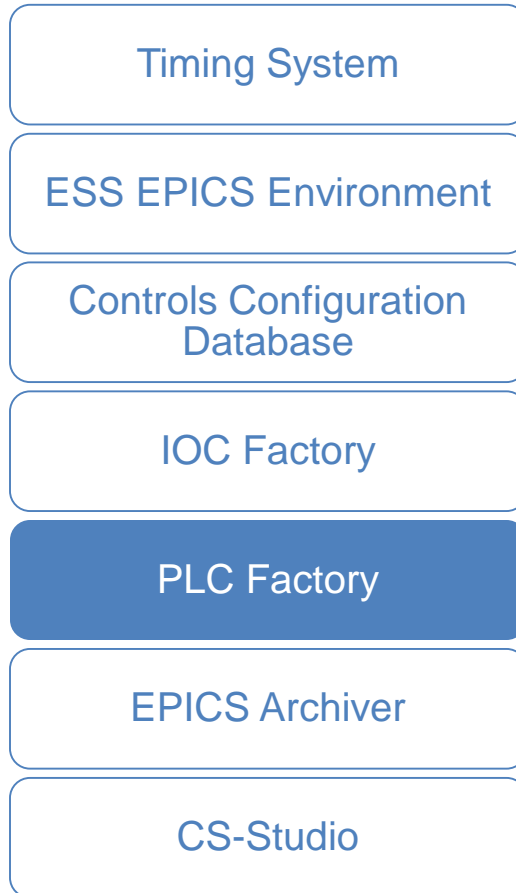 Timing System
ESS EPICS Environment
Controls Configuration
Database
IOC Factory
PLC Factory
EPICS Archiver
CS-Studio